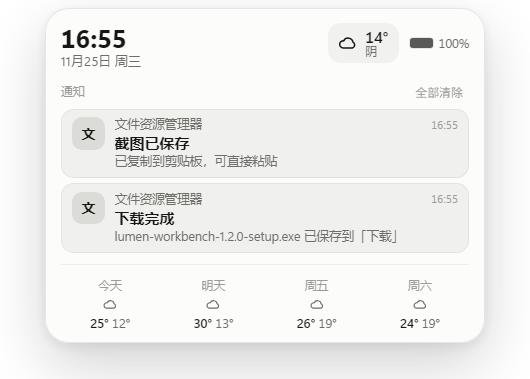 16:55
11月25日 周三
14°
阴
100%
通知
全部清除
文
文件资源管理器
16:55
截图已保存
已复制到剪贴板，可直接粘贴
文
文件资源管理器
16:55
下载完成
lumen-workbench-1.2.0-setup.exe 已保存到「下载」
今天
明天
周五
周六
25° 12°
30° 13°
26° 19°
24° 19°